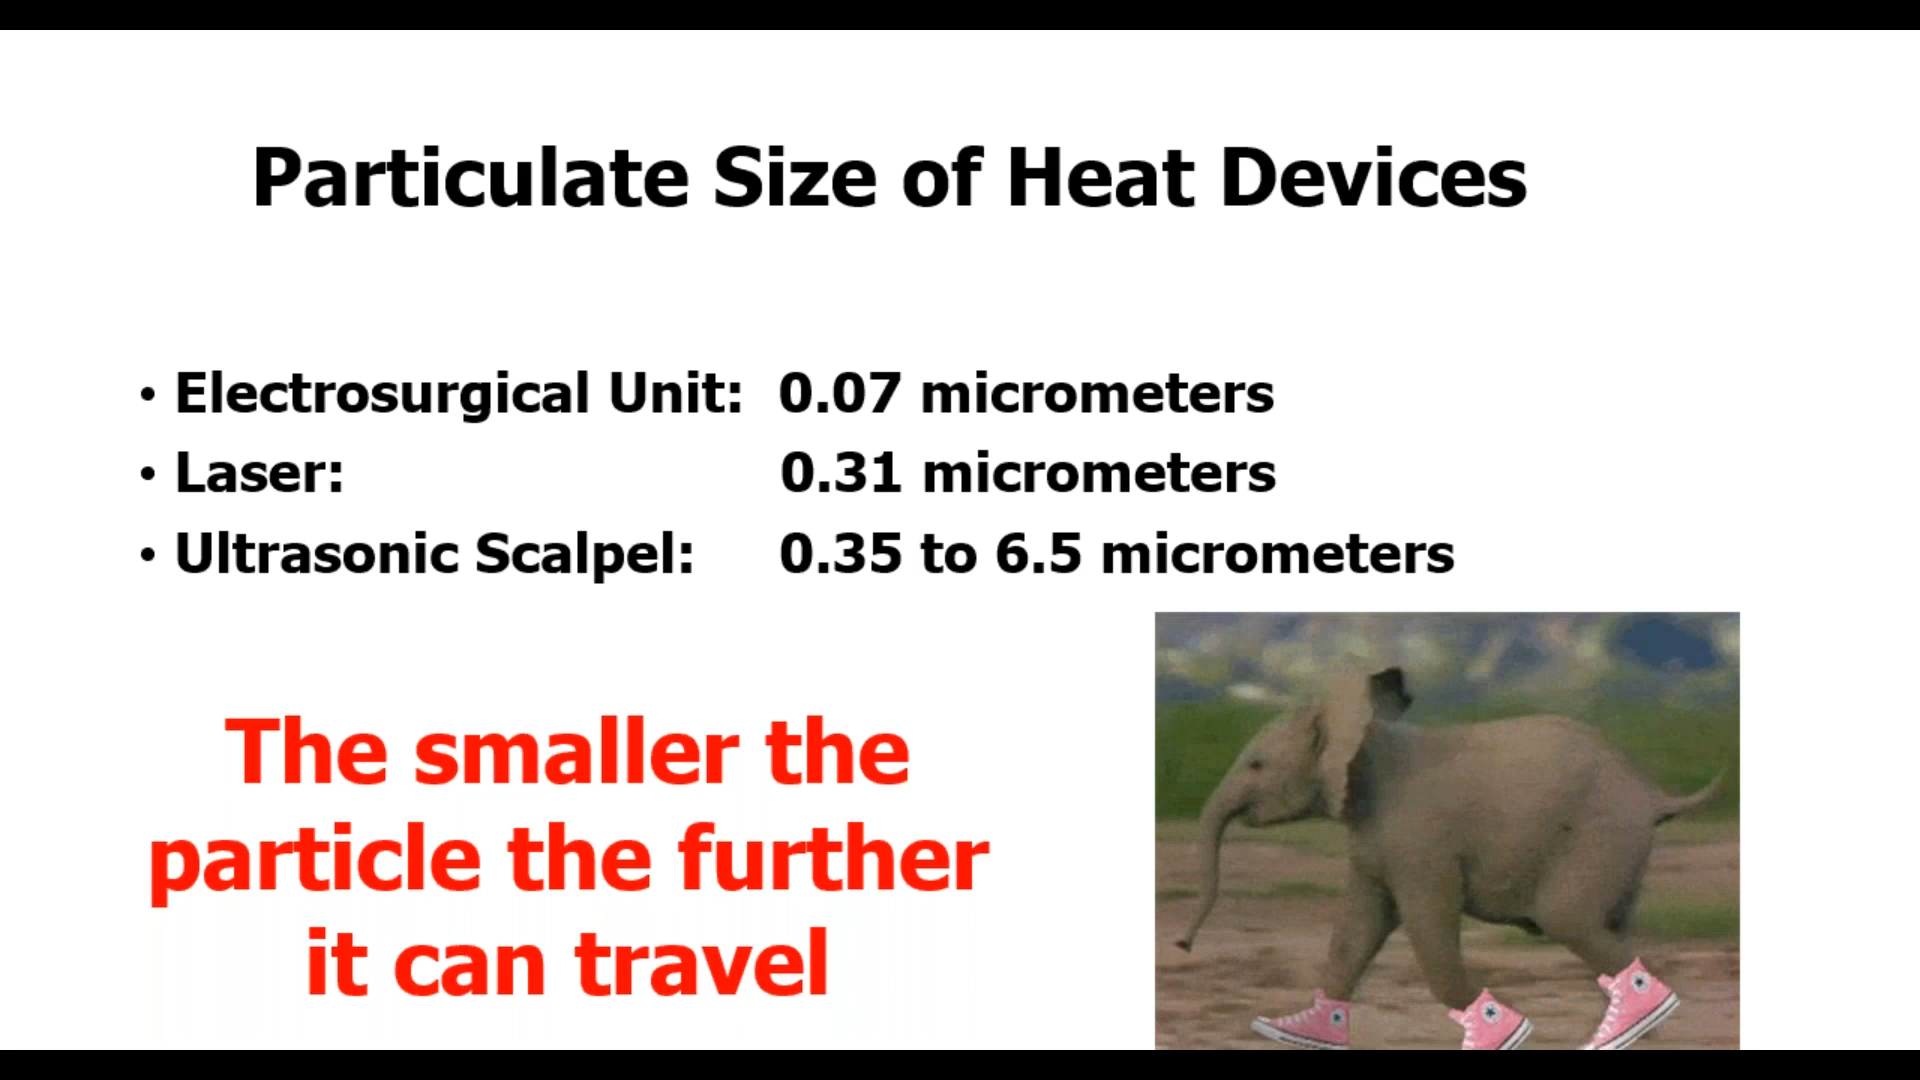 Particulate Size of Heat Devices
• Electrosurgical Unit: 0.07 micrometers
• Laser: 0.31 micrometers
• Ultrasonic Scalpel: 0.35 to 6.5 micrometers
The smaller the
particle the further
it can travel